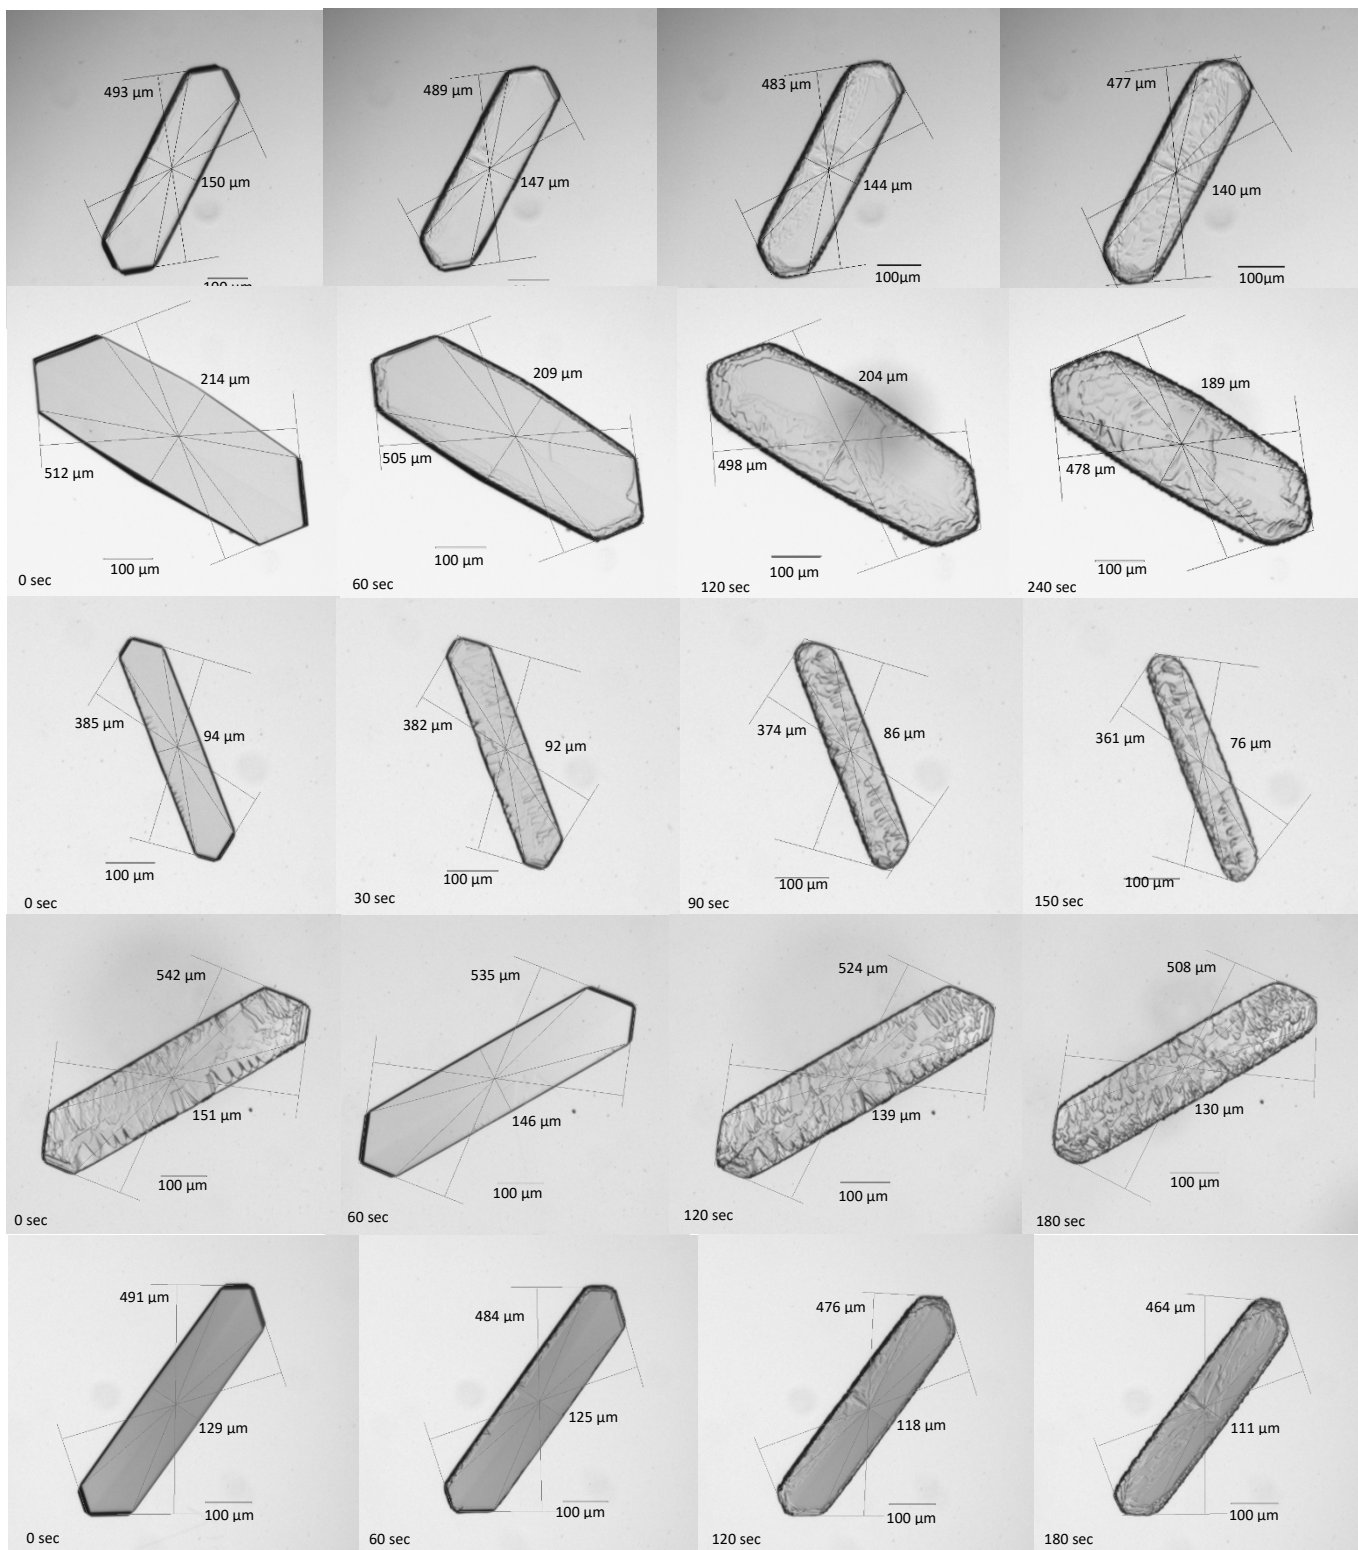 493 µm
489 µm
483 µm
477 µm
150 µm
147 µm
144 µm
140 µm
100µm
100µm
214 µm
209 µm
204 µm
189 µm
512 µm
505 µm
498 µm
478 µm
100 µm
100 µm
100 µm
100 µm
0 sec
60 sec
120 sec
240 sec
385 µm
94 µm
382 µm
92 µm
374 µm
86 µm
361 µm
76 µm
100 µm
100 µm
100 µm
100 µm
0 sec
30 sec
90 sec
150 sec
542 µm
535 µm
524 µm
508 µm
151 µm
146 µm
139 µm
130 µm
100 µm
100 µm
100 µm
100 µm
0 sec
60 sec
120 sec
180 sec
491 µm
484 µm
476 µm
464 µm
129 µm
125 µm
118 µm
111 µm
100 µm
100 µm
100 µm
100 µm
0 sec
60 sec
120 sec
180 sec